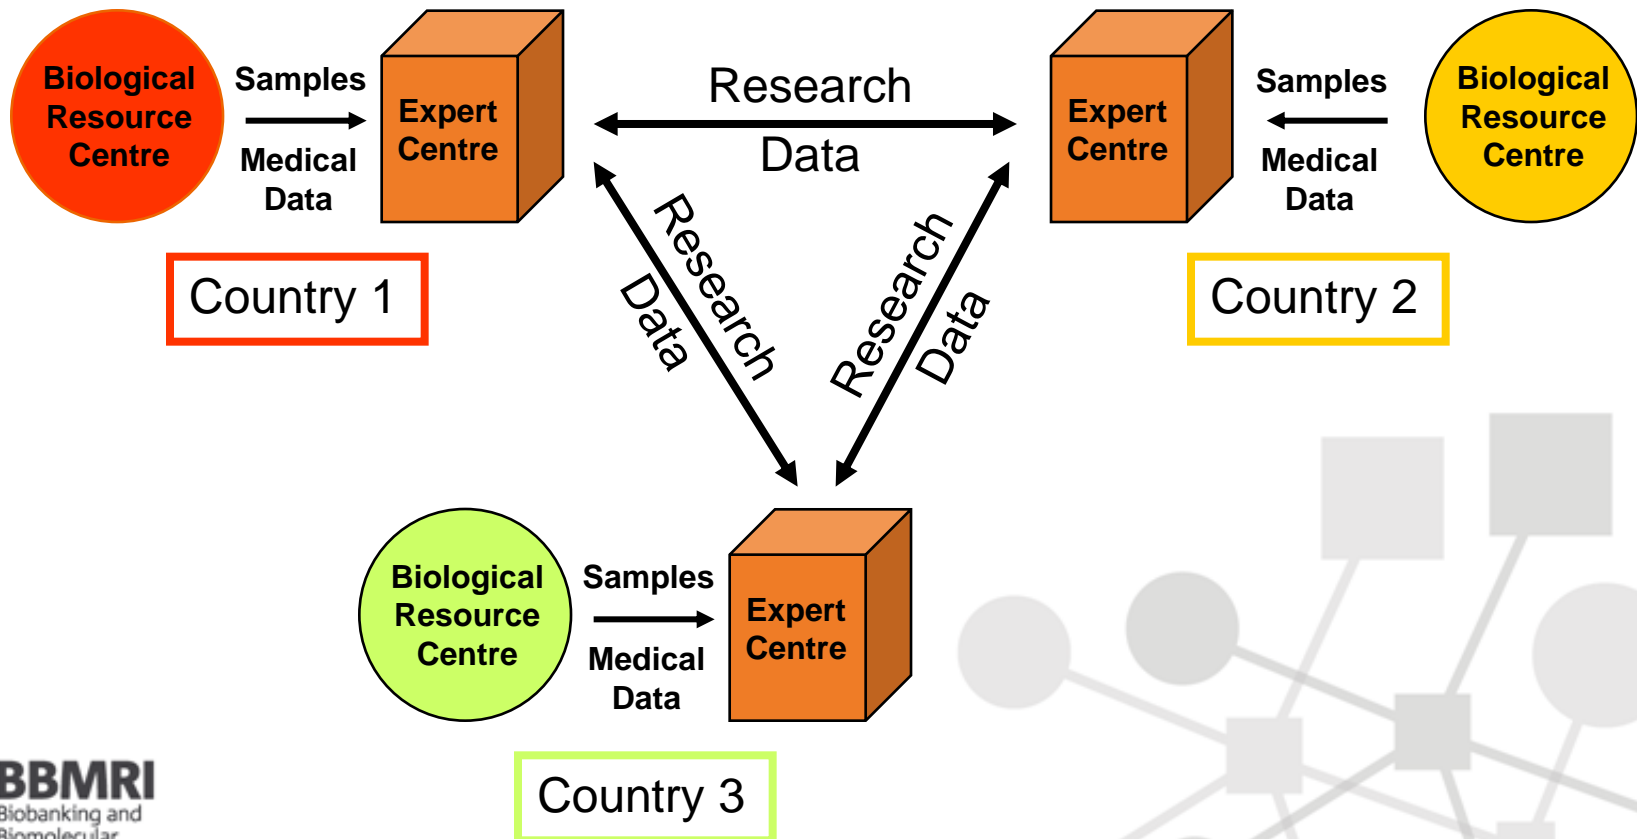 Biological
Resource
Centre
Samples
Medical
Data
Expert
Centre
Research
Data
Expert
Centre
Samples
Medical
Data
Biological
Resource
Centre
Country 1
Research
Data
Research
Data
Country 2
Biological
Resource
Centre
Samples
Medical
Data
Expert
Centre
Country 3
BBMRI
Biobanking and
Biomolecular